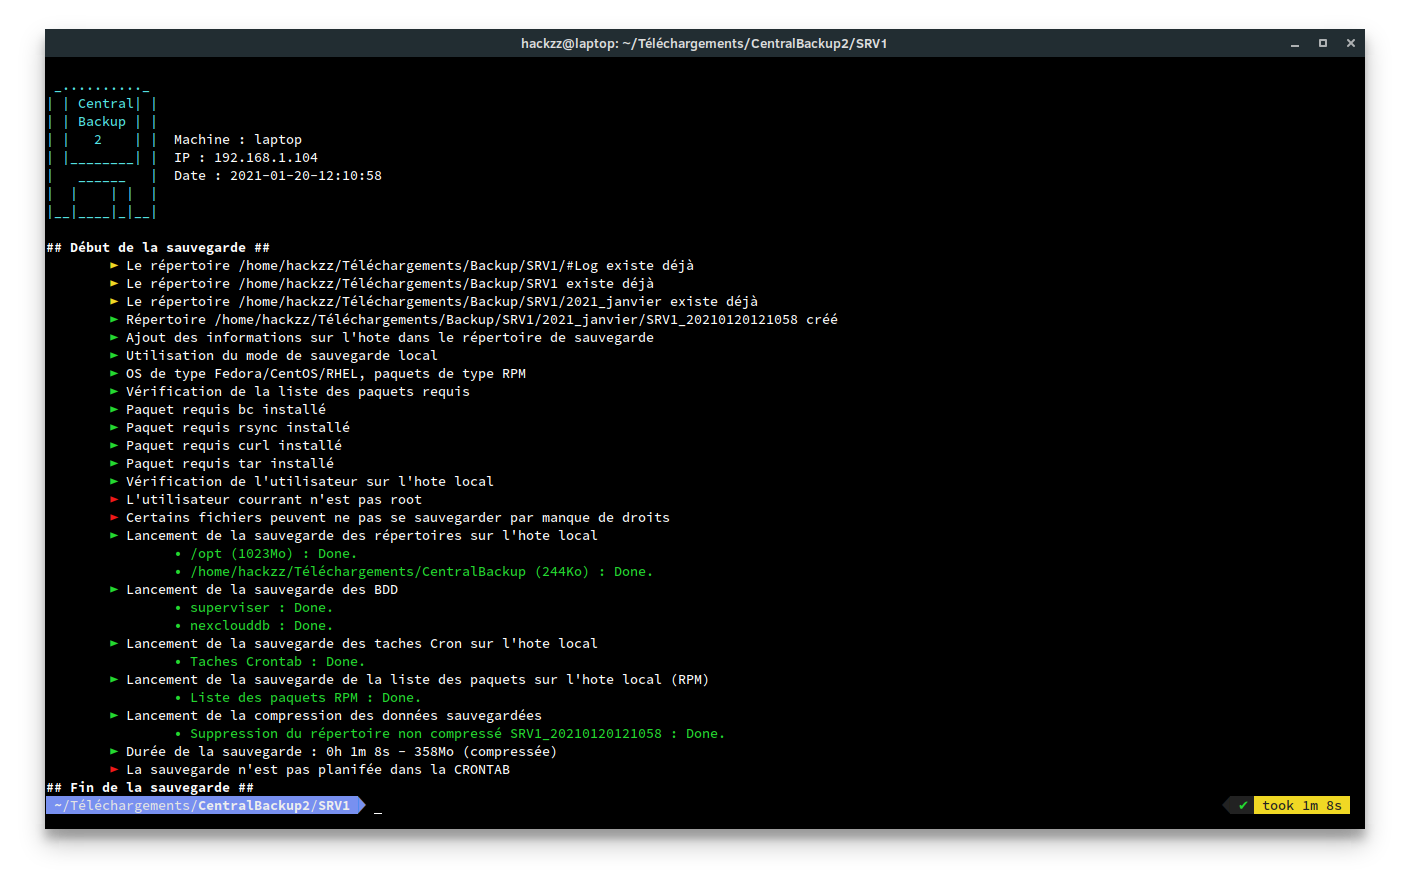 hackzz@laptop: ~/Téléchargements/CentralBackup2/SRV1
_.........._
| | Central| |
| | Backup | |
| |   2    | |  Machine : laptop
| |________| |  IP : 192.168.1.104
|   ______   |  Date : 2021-01-20-12:10:58
|  |    | |  |
|__|____|_|__|
## Début de la sauvegarde ##
► Le répertoire /home/hackzz/Téléchargements/Backup/SRV1/#Log existe déjà
► Le répertoire /home/hackzz/Téléchargements/Backup/SRV1 existe déjà
► Le répertoire /home/hackzz/Téléchargements/Backup/SRV1/2021_janvier existe déjà
► Répertoire /home/hackzz/Téléchargements/Backup/SRV1/2021_janvier/SRV1_20210120121058 créé
► Ajout des informations sur l'hote dans le répertoire de sauvegarde
► Utilisation du mode de sauvegarde local
► OS de type Fedora/CentOS/RHEL, paquets de type RPM
► Vérification de la liste des paquets requis
► Paquet requis bc installé
► Paquet requis rsync installé
► Paquet requis curl installé
► Paquet requis tar installé
► Vérification de l'utilisateur sur l'hote local
► L'utilisateur courrant n'est pas root
► Certains fichiers peuvent ne pas se sauvegarder par manque de droits
► Lancement de la sauvegarde des répertoires sur l'hote local
• /opt (1023Mo) : Done.
• /home/hackzz/Téléchargements/CentralBackup (244Ko) : Done.
► Lancement de la sauvegarde des BDD
• superviser : Done.
• nexclouddb : Done.
► Lancement de la sauvegarde des taches Cron sur l'hote local
• Taches Crontab : Done.
► Lancement de la sauvegarde de la liste des paquets sur l'hote local (RPM)
• Liste des paquets RPM : Done.
► Lancement de la compression des données sauvegardées
• Suppression du répertoire non compressé SRV1_20210120121058 : Done.
► Durée de la sauvegarde : 0h 1m 8s - 358Mo (compressée)
► La sauvegarde n'est pas planifée dans la CRONTAB
## Fin de la sauvegarde ##
~/Téléchargements/CentralBackup2/SRV1 _ ✔ took 1m 8s